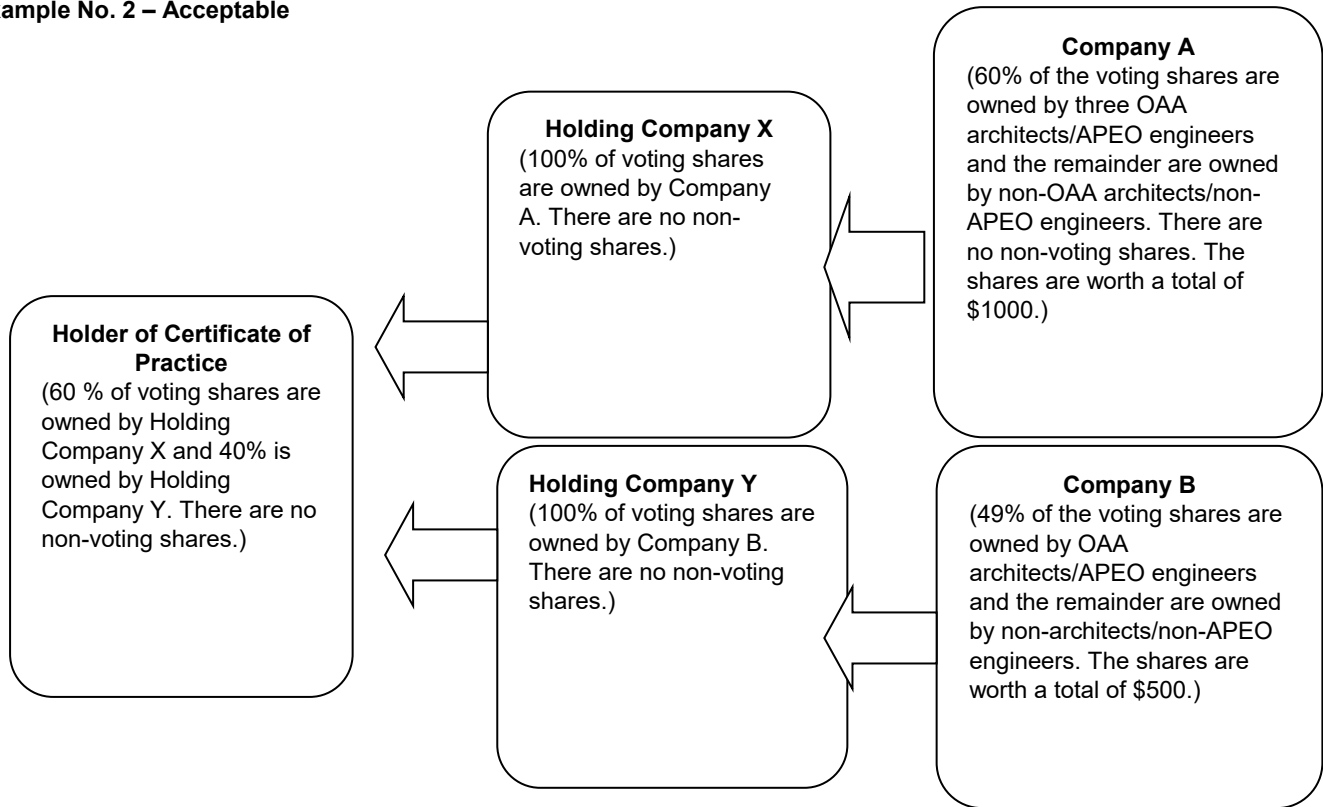 ample No. 2 – Acceptable
Company A
(60% of the voting shares are
owned by three OAA
architects/APEO engineers
and the remainder are owned
by non-OAA architects/non-
APEO engineers. There are
no non-voting shares. The
shares are worth a total of
$1000.)
Holding Company X
(100% of voting shares
are owned by Company
A. There are no non-
voting shares.)
Holder of Certificate of
Practice
(60 % of voting shares are
owned by Holding
Company X and 40% is
owned by Holding
Company Y. There are no
non-voting shares.)
Holding Company Y
(100% of voting shares are
owned by Company B.
There are no non-voting
shares.)
Company B
(49% of the voting shares are
owned by OAA
architects/APEO engineers
and the remainder are owned
by non-architects/non-APEO
engineers. The shares are
worth a total of $500.)